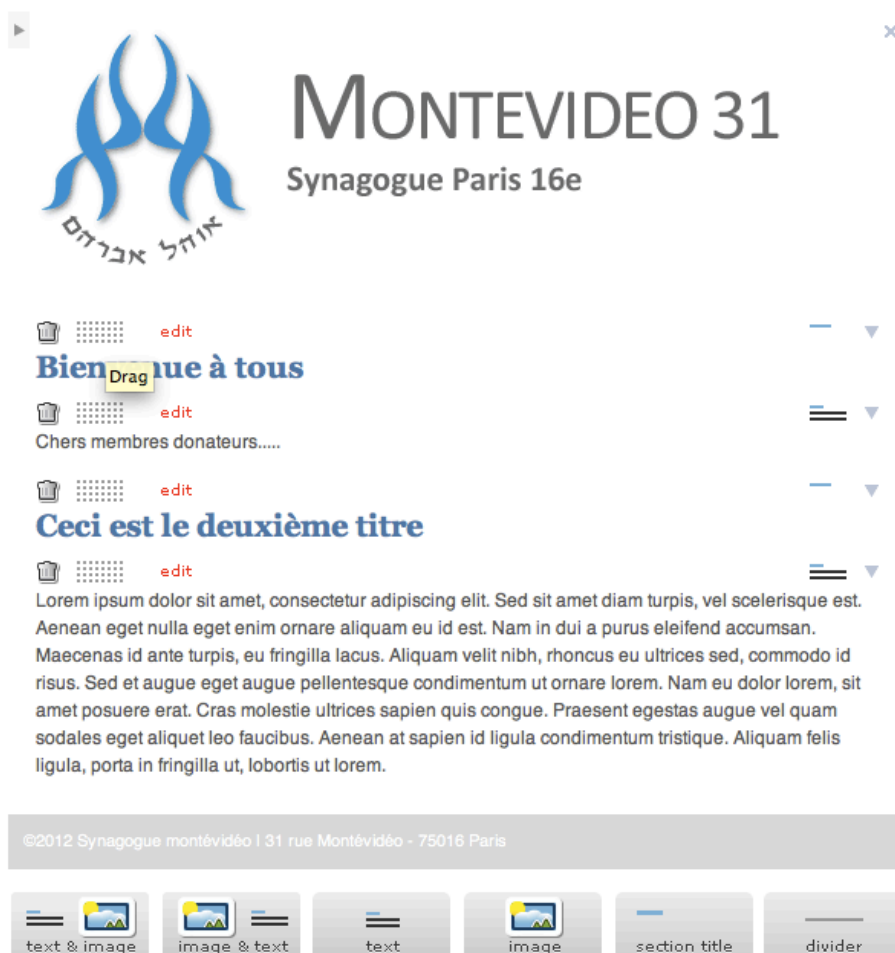 MONTEVIDEO 31
Synagogue Paris 16e
אוהל אברהם
edit
Bienvenue à tous
Drag
edit
Chers membres donateurs.....
edit
Ceci est le deuxième titre
edit
Lorem ipsum dolor sit amet, consectetur adipiscing elit. Sed sit amet diam turpis, vel scelerisque est.
Aenean eget nulla eget enim ornare aliquam eu id est. Nam in dui a purus eleifend accumsan.
Maecenas id ante turpis, eu fringilla lacus. Aliquam velit nibh, rhoncus eu ultrices sed, commodo id
risus. Sed et augue eget augue pellentesque condimentum ut ornare lorem. Nam eu dolor lorem, sit
amet posuere erat. Cras molestie ultrices sapien quis congue. Praesent egestas augue vel quam
sodales eget aliquet leo faucibus. Aenean at sapien id ligula condimentum tristique. Aliquam felis
ligula, porta in fringilla ut, lobortis ut lorem.
©2012 Synagogue montévidéo l 31 rue Montévidéo - 75016 Paris
text & image
image & text
text
image
section title
divider